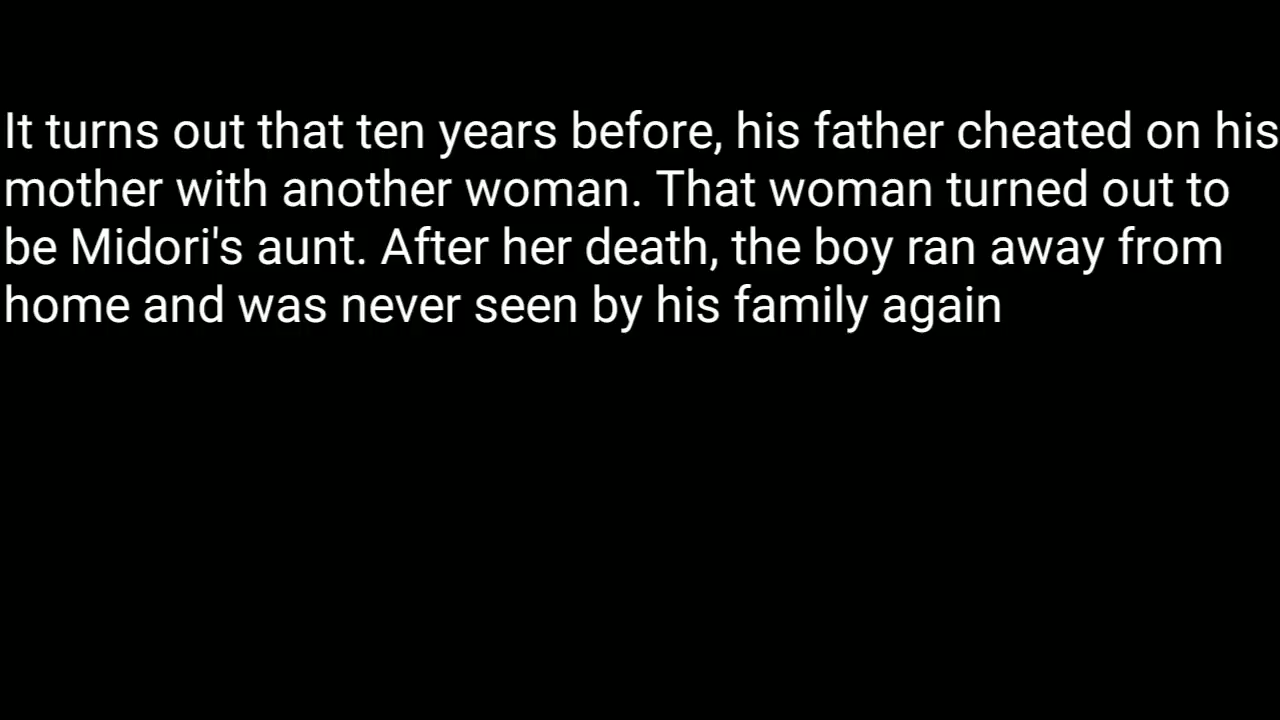 It turns out that ten years before, his father cheated on his
mother with another woman. That woman turned out to
be Midori's aunt. After her death, the boy ran away from
home and was never seen by his family again